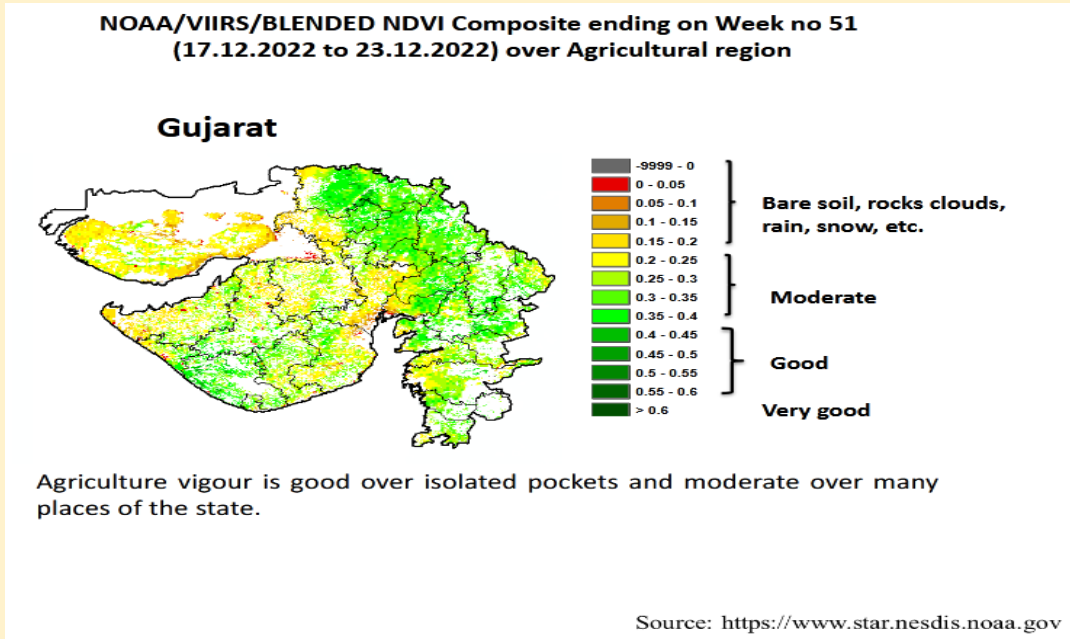 NOAA/VIIRS/BLENDED NDVI Composite ending on Week no 51
(17.12.2022 to 23.12.2022) over Agricultural region
Gujarat
-9999 - 0
0 - 0.05
0.05 - 0.1
0.1 - 0.15
0.15 - 0.2
0.2 - 0.25
0.25 - 0.3
0.3 - 0.35
0.35 - 0.4
0.4 - 0.45
0.45 - 0.5
0.5 - 0.55
0.55 - 0.6
> 0.6
Bare soil, rocks clouds,
rain, snow, etc.
Moderate
Good
Very good
Agriculture vigour is good over isolated pockets and moderate over many
places of the state.
Source: https://www.star.nesdis.noaa.gov